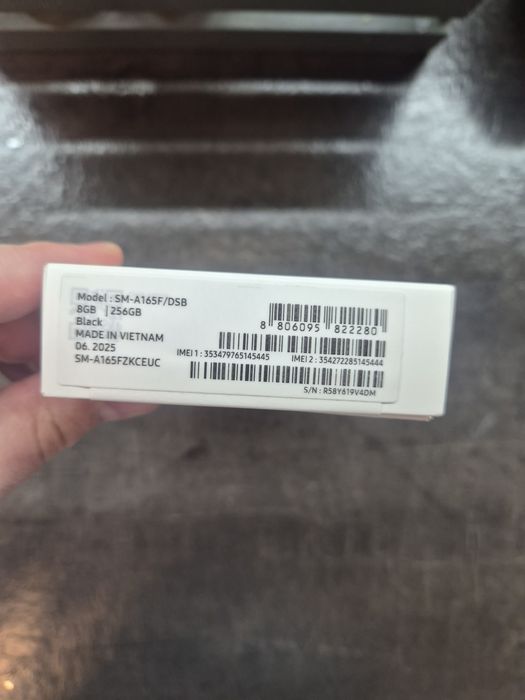 Model : SM-A165F/DSB
8GB | 256GB
Black
MADE IN VIETNAM
06. 2025
SM-A165FZKCEUC
8 806095 822280
IMEI 1 : 353479765145445 IMEI 2 : 354272285145444
S/N : R58Y619V4DM